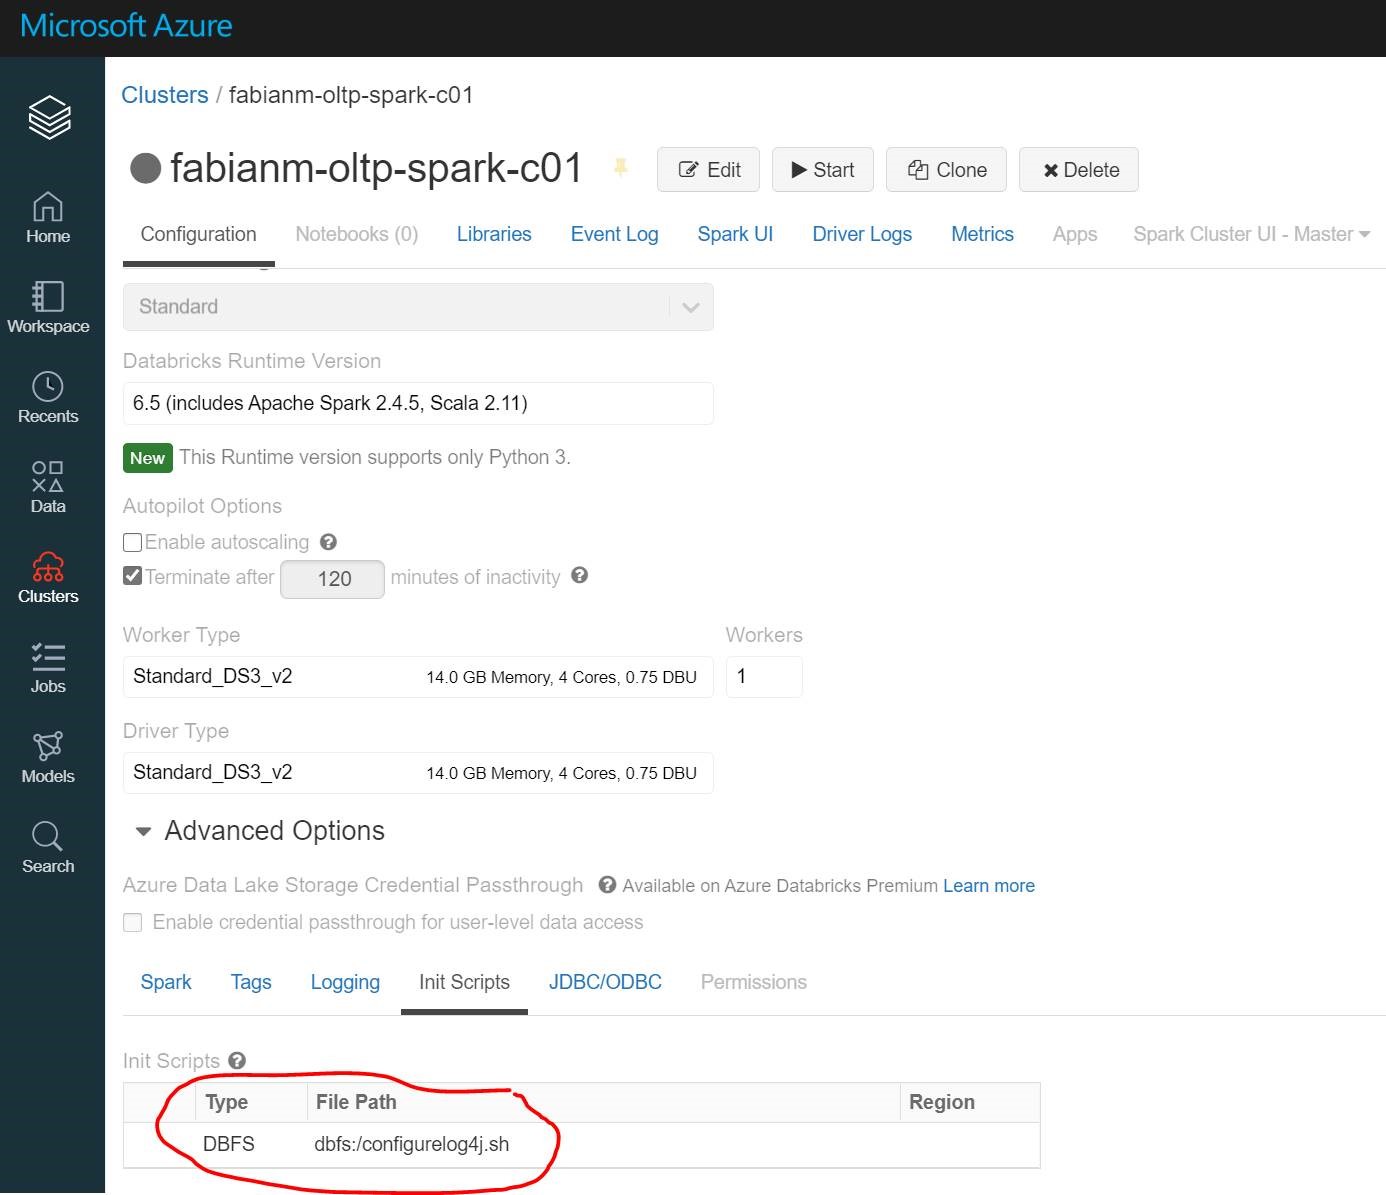 Microsoft Azure
Clusters / fabianm-oltp-spark-c01
fabianm-oltp-spark-c01 Edit Start Clone Delete
Configuration Notebooks (0) Libraries Event Log Spark UI Driver Logs Metrics Apps Spark Cluster UI - Master
Home
Workspace
Recents
Data
Clusters
Jobs
Models
Search
Standard
Databricks Runtime Version
6.5 (includes Apache Spark 2.4.5, Scala 2.11)
New This Runtime version supports only Python 3.
Autopilot Options
Enable autoscaling ?
Terminate after 120 minutes of inactivity ?
Worker Type Workers
Standard_DS3_v2 14.0 GB Memory, 4 Cores, 0.75 DBU 1
Driver Type
Standard_DS3_v2 14.0 GB Memory, 4 Cores, 0.75 DBU
Advanced Options
Azure Data Lake Storage Credential Passthrough ? Available on Azure Databricks Premium Learn more
Enable credential passthrough for user-level data access
Spark Tags Logging Init Scripts JDBC/ODBC Permissions
Init Scripts ?
Type File Path Region
DBFS dbfs:/configurelog4j.sh